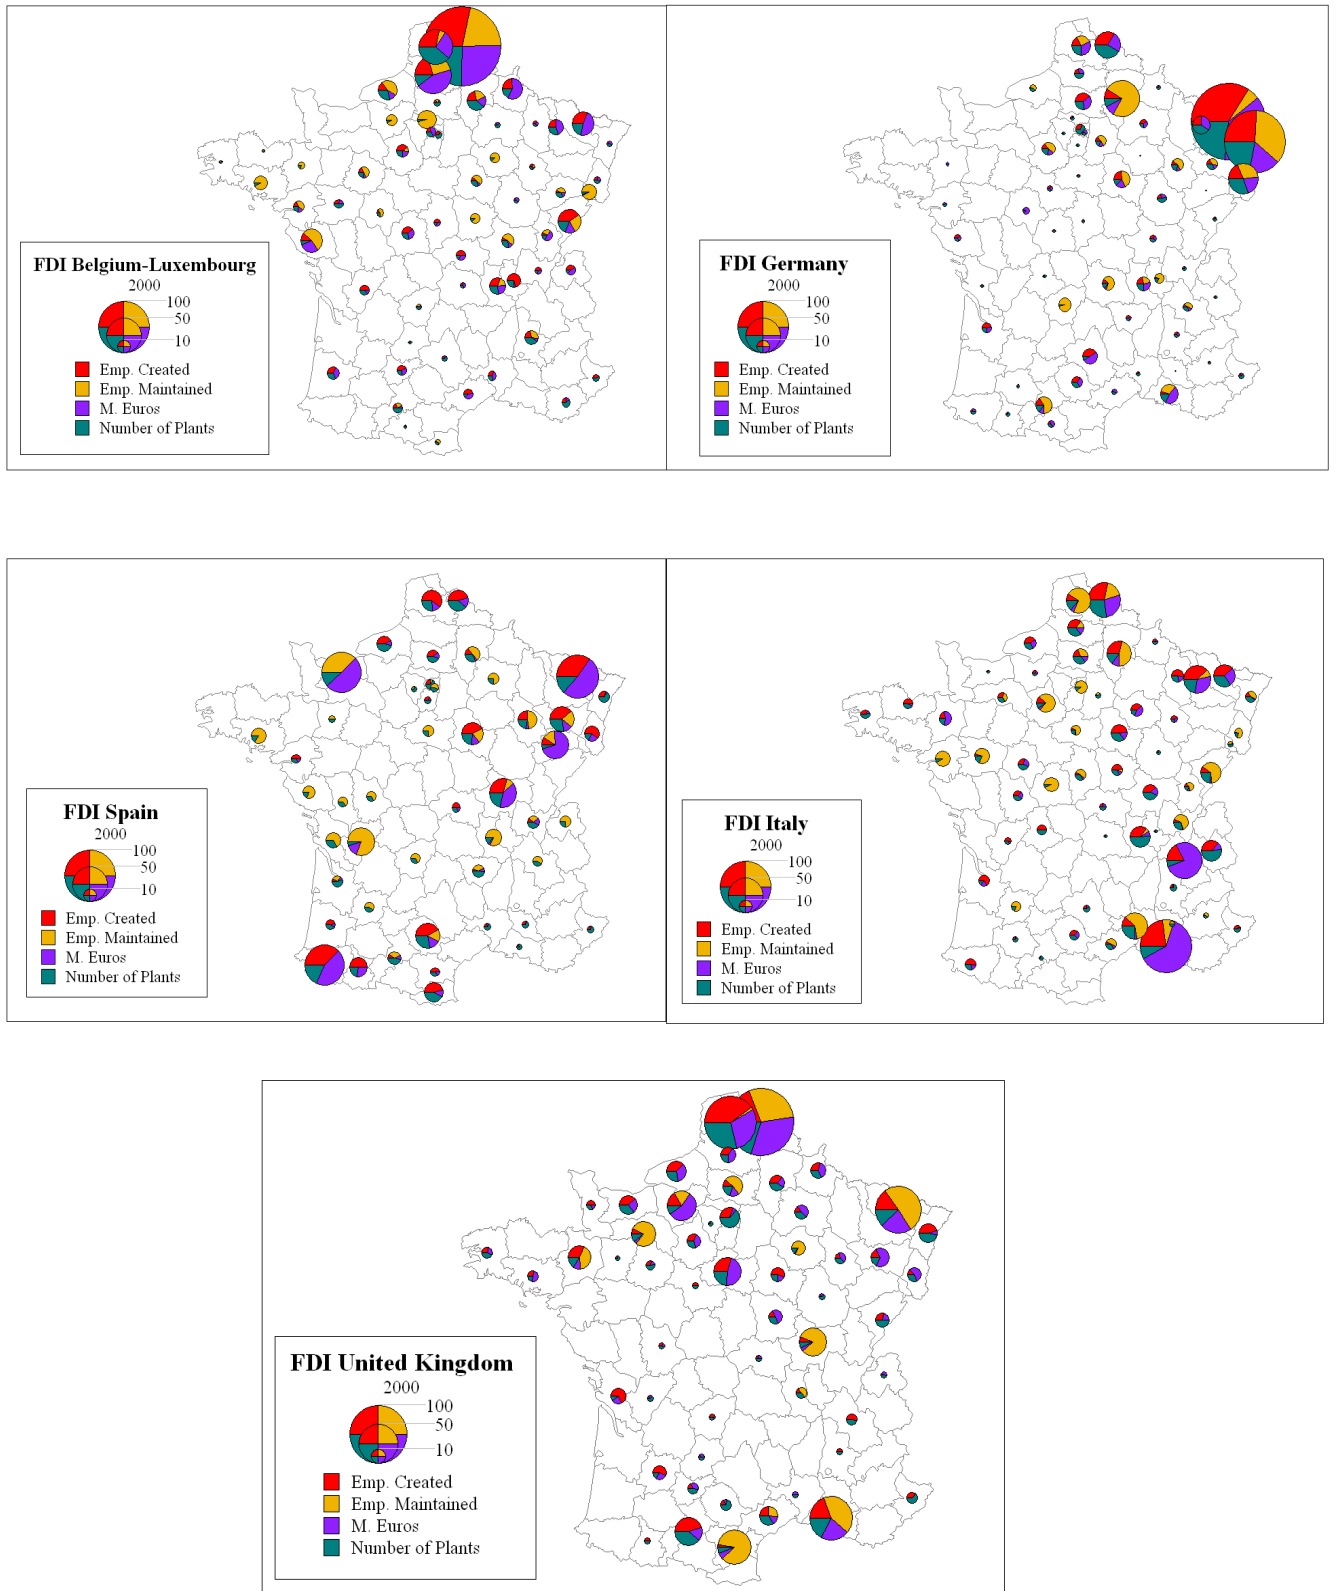 FDI Belgium-Luxembourg
2000
100
50
10
Emp. Created
Emp. Maintained
M. Euros
Number of Plants
FDI Germany
2000
100
50
10
Emp. Created
Emp. Maintained
M. Euros
Number of Plants
FDI Spain
2000
100
50
10
Emp. Created
Emp. Maintained
M. Euros
Number of Plants
FDI Italy
2000
100
50
10
Emp. Created
Emp. Maintained
M. Euros
Number of Plants
FDI United Kingdom
2000
100
50
10
Emp. Created
Emp. Maintained
M. Euros
Number of Plants